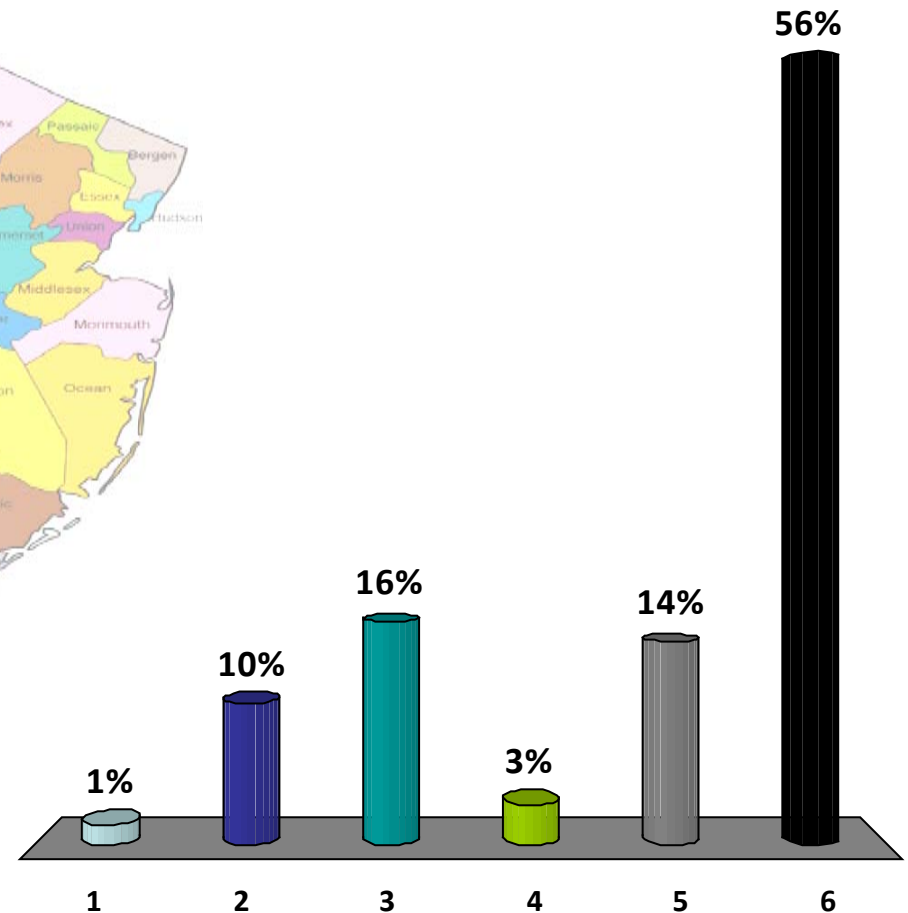 56%
Passaic
Bergen
Morris
Essex
Hudson
Union
Middlesex
Monmouth
Ocean
16%
14%
10%
3%
1%
1 2 3 4 5 6